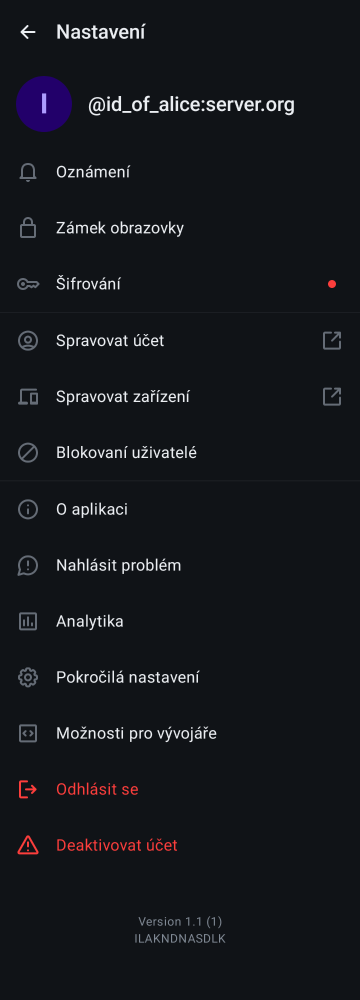 Nastavení
I
@id_of_alice:server.org
Oznámení
Zámek obrazovky
Šifrování
Spravovat účet
Spravovat zařízení
Blokovaní uživatelé
O aplikaci
Nahlásit problém
Analytika
Pokročilá nastavení
Možnosti pro vývojáře
Odhlásit se
Deaktivovat účet
Version 1.1 (1)
ILAKNDNASDLK